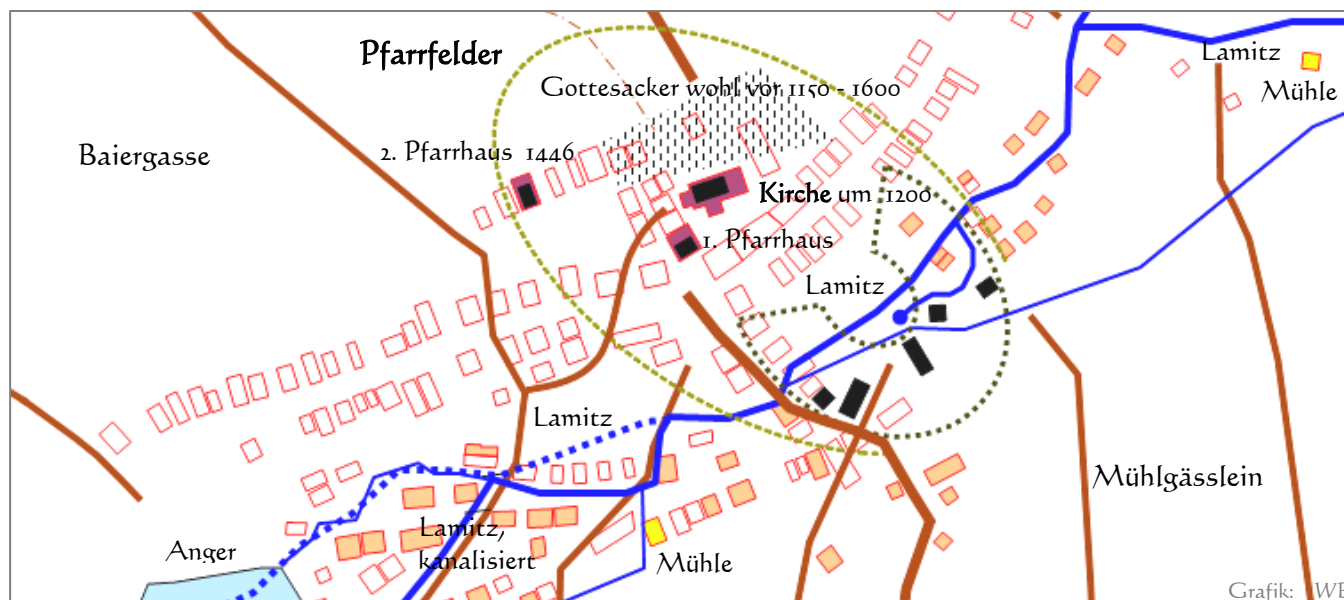 Pfarrfelder
Lamitz
Gottesacker wohl vor 1150 - 1600
Mühle
Baiergasse
2. Pfarrhaus 1446
Kirche um 1200
1. Pfarrhaus
Lamitz
Lamitz
Mühlgässlein
Lamitz,
kanalisiert
Anger
Mühle
Grafik: